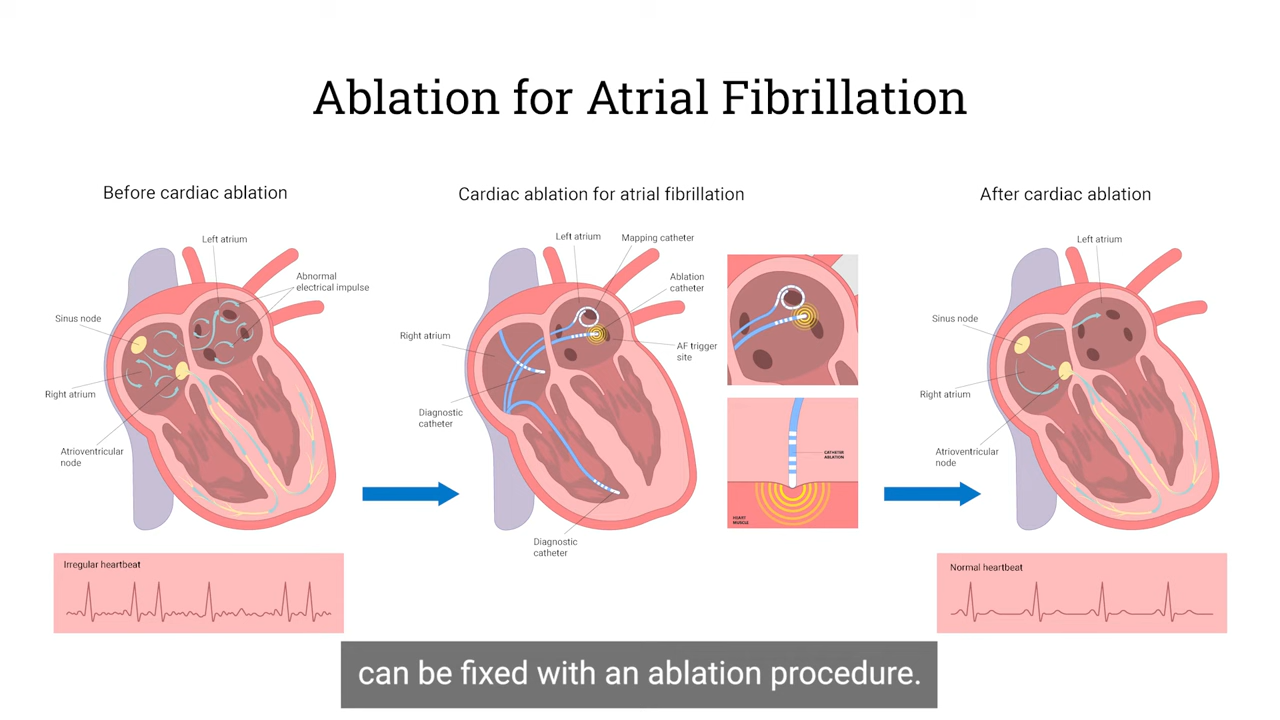 Ablation for Atrial Fibrillation
Before cardiac ablation
Left atrium
Abnormal
electrical impulse
Sinus node
Right atrium
Atrioventricular
node
Irregular heartbeat
Cardiac ablation for atrial fibrillation
Left atrium
Mapping catheter
Ablation
catheter
Right atrium
AF trigger
site
Diagnostic
catheter
Diagnostic
catheter
CATHETER
ABLATION
HEART
MUSCLE
After cardiac ablation
Left atrium
Sinus node
Right atrium
Atrioventricular
node
Normal heartbeat
can be fixed with an ablation procedure.